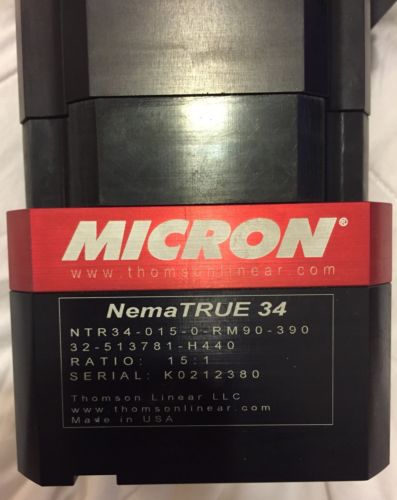 MICRON®
www.thomsonlinear.com
NemaTRUE 34
NTR34-015-0-RM90-390
32-513781-H440
RATIO: 15:1
SERIAL: K0212380
Thomson Linear LLC
www.thomsonlinear.com
Made in USA